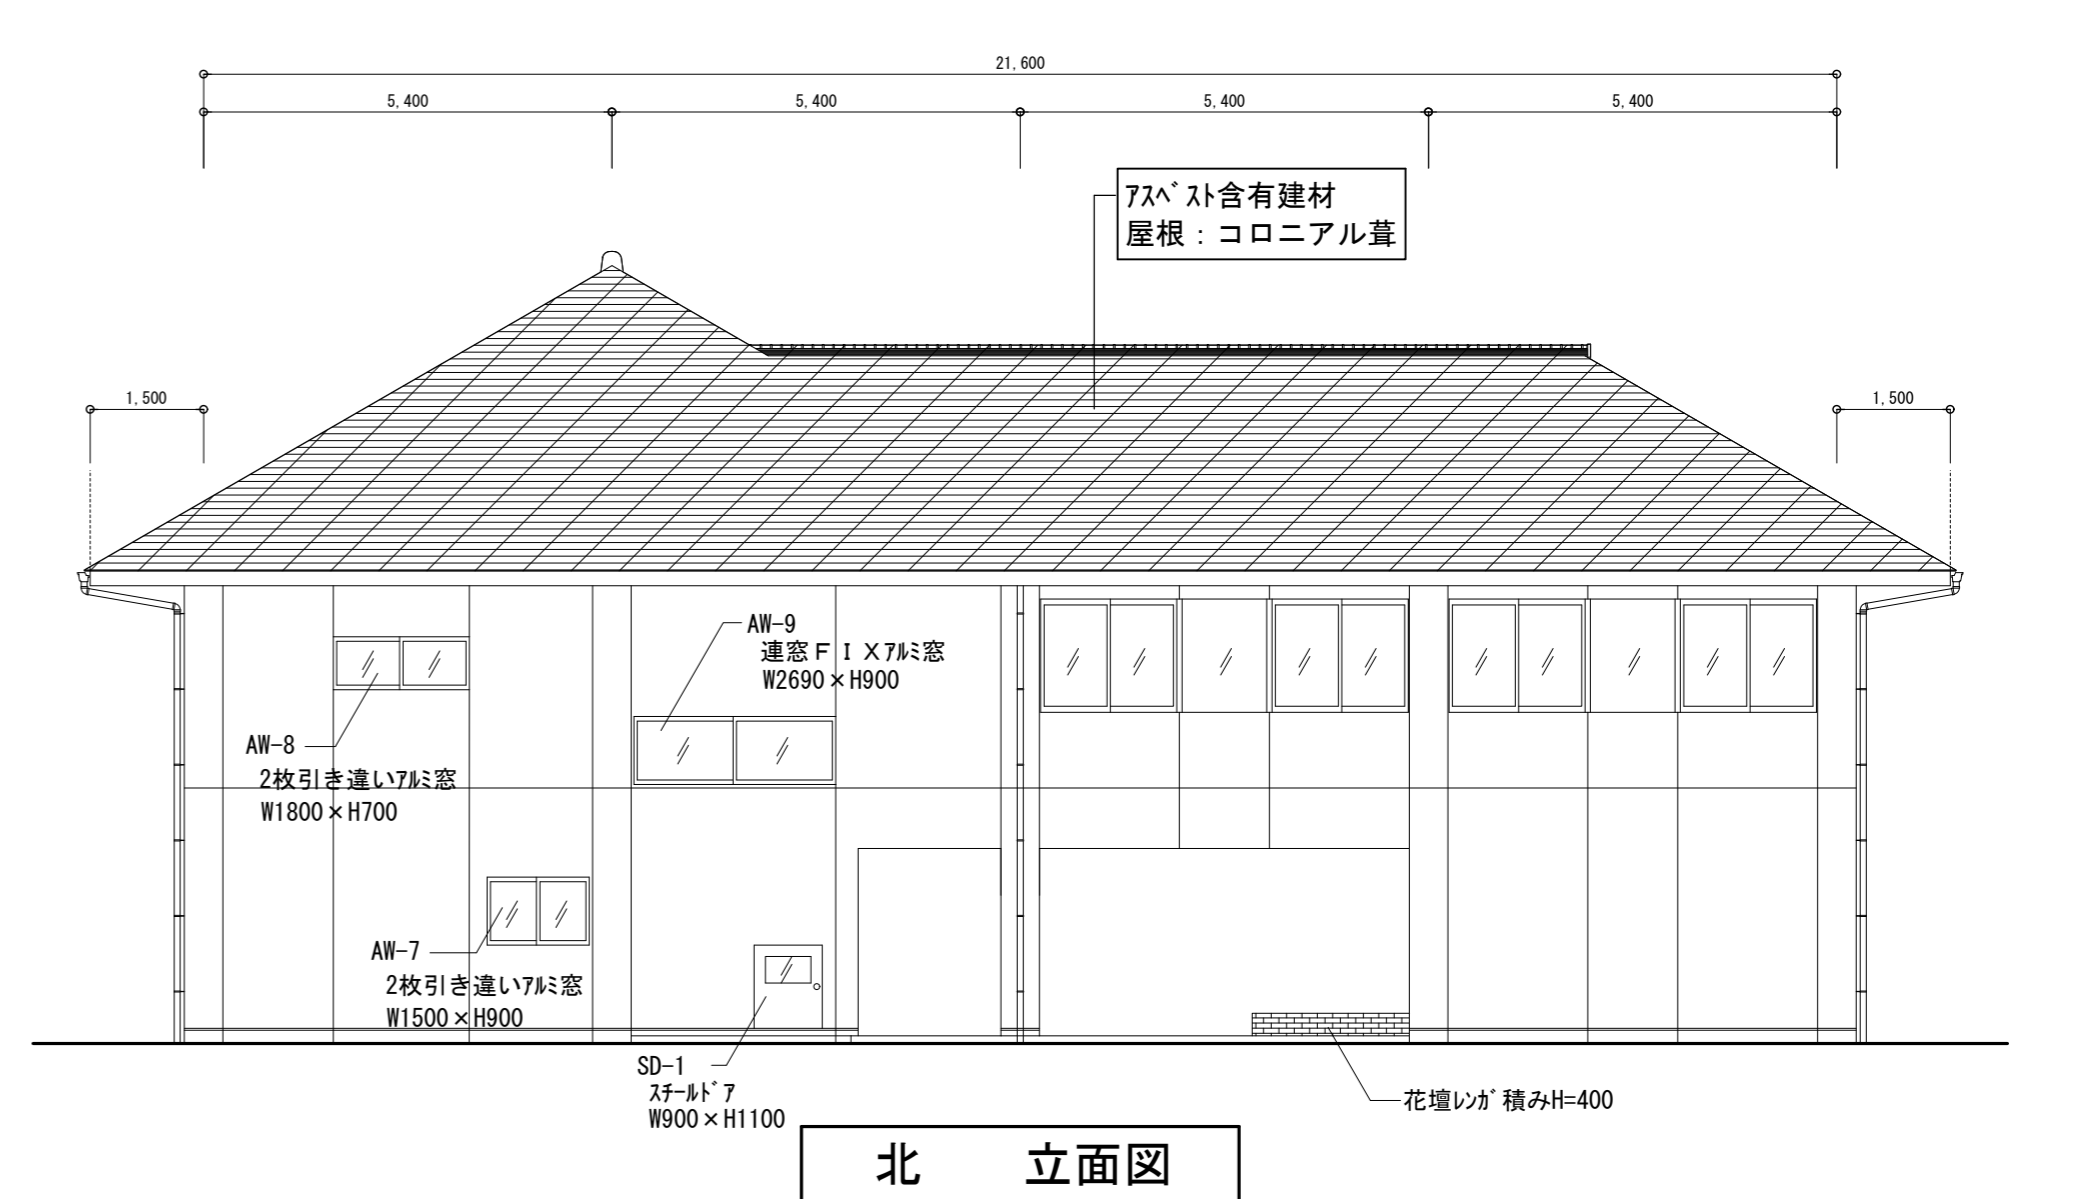 21,600
5,400
5,400
5,400
5,400
ｱｽﾍﾞｽﾄ含有建材
屋根：コロニアル葺
1,500
1,500
AW-9
連窓ＦＩＸｱﾙﾐ窓
W2690×H900
AW-8
2枚引き違いｱﾙﾐ窓
W1800×H700
AW-7
2枚引き違いｱﾙﾐ窓
W1500×H900
SD-1
ｽﾁｰﾙﾄﾞｱ
W900×H1100
花壇ﾚﾝｶﾞ積みH=400
北　　立面図